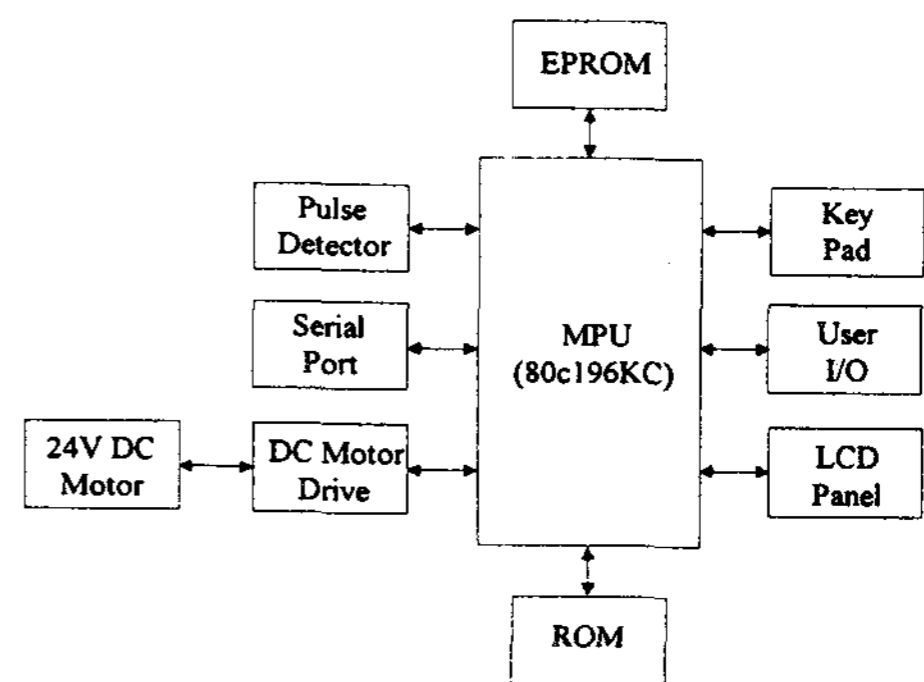 EPROM
Pulse
Detector
Key
Pad
Serial
Port
MPU
(80c196KC)
User
I/O
24V DC
Motor
DC Motor
Drive
LCD
Panel
ROM